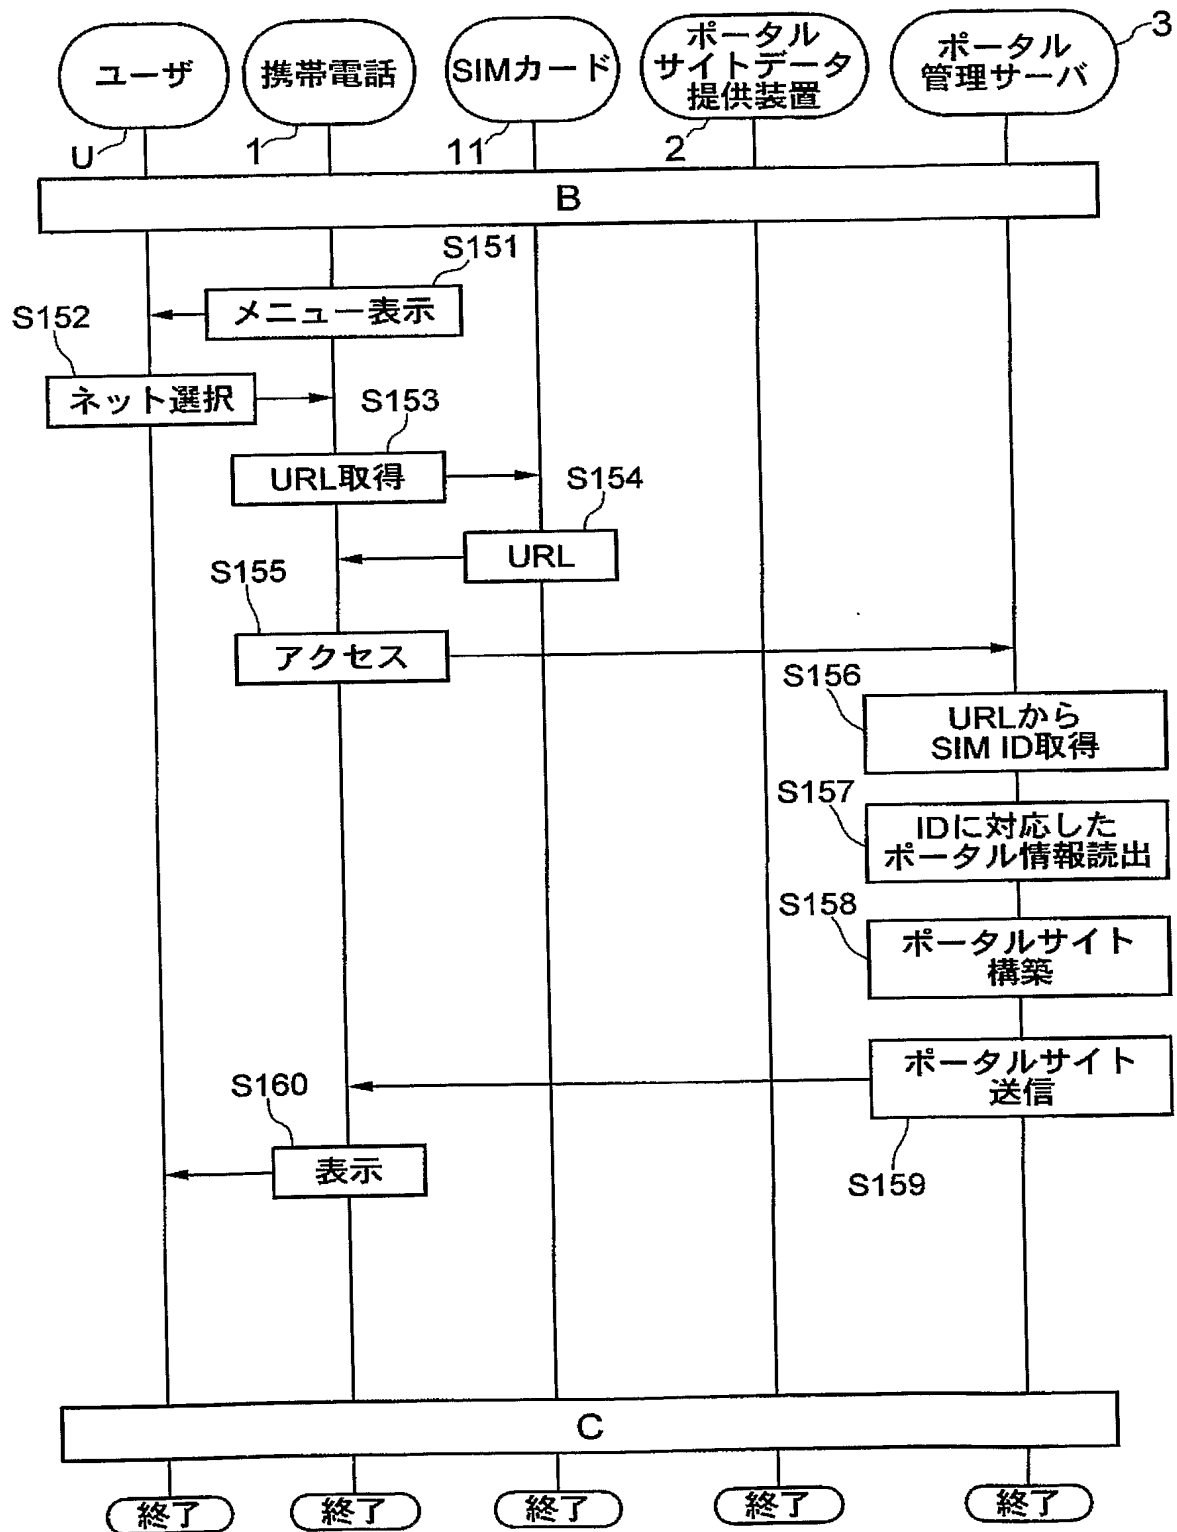 ユーザ
携帯電話
SIMカード
ポータル
サイトデータ
提供装置
ポータル
管理サーバ
3
U
1
11
2
B
S151
メニュー表示
S152
ネット選択
S153
URL取得
S154
URL
S155
アクセス
S156
URLから
SIM ID取得
S157
IDに対応した
ポータル情報読出
S158
ポータルサイト
構築
ポータルサイト
送信
S159
S160
表示
C
終了
終了
終了
終了
終了